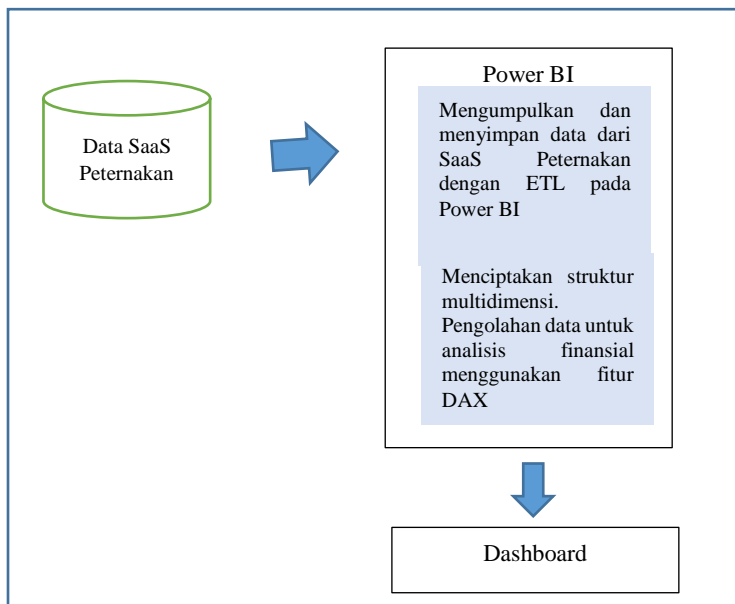 Data SaaS
Peternakan
Power BI
Mengumpulkan dan
menyimpan data dari
SaaS Peternakan
dengan ETL pada
Power BI
Menciptakan struktur
multidimensi.
Pengolahan data untuk
analisis finansial
menggunakan fitur
DAX
Dashboard